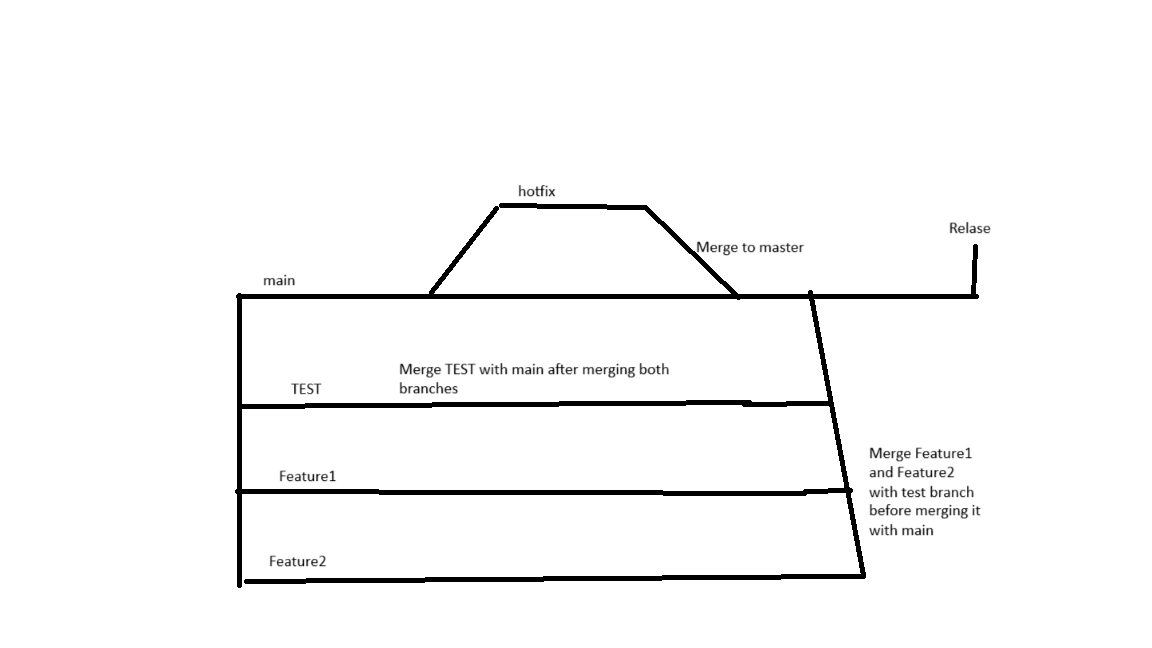 hotfix
Relase
Merge to master
main
Merge TEST with main after merging both
branches
TEST
Merge Feature1
and Feature2
with test branch
before merging it
with main
Feature1
Feature2